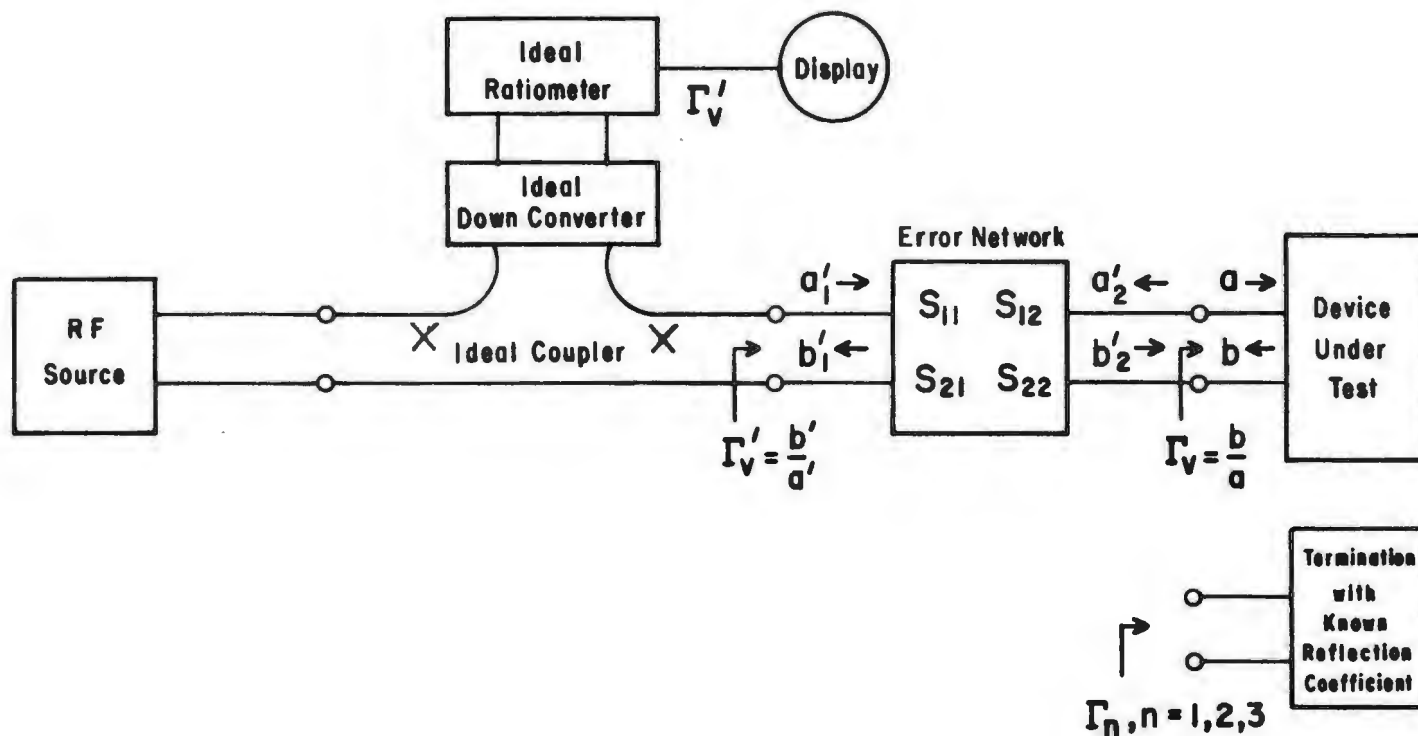 Ideal
Ratiometer
Γᵥ′
Display
Ideal
Down Converter
Error Network
RF
Source
Ideal Coupler
a₁′→
b₁′←
S₁₁ S₁₂
S₂₁ S₂₂
a₂′←
b₂′→
a→
b←
Device
Under
Test
Γᵥ′ = b′/a′
Γᵥ = b/a
Termination
with
Known
Reflection
Coefficient
Γₙ, n = 1,2,3